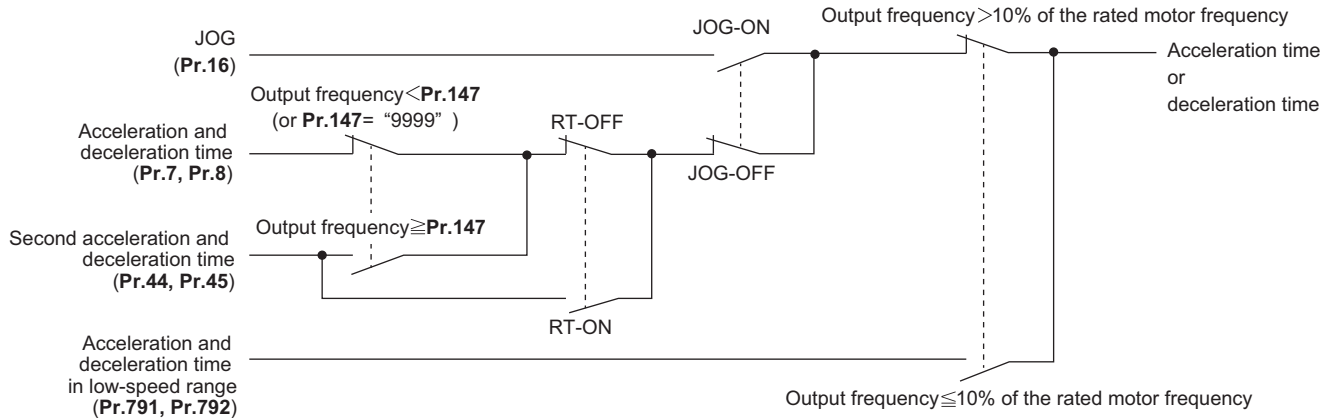 Output frequency＞10% of the rated motor frequency
JOG-ON
JOG
(Pr.16)
Acceleration time
or
deceleration time
Output frequency＜Pr.147
(or Pr.147= “9999” )
RT-OFF
Acceleration and
deceleration time
(Pr.7, Pr.8)
JOG-OFF
Output frequency≧Pr.147
Second acceleration and
deceleration time
(Pr.44, Pr.45)
RT-ON
Acceleration and
deceleration time
in low-speed range
(Pr.791, Pr.792)
Output frequency≦10% of the rated motor frequency